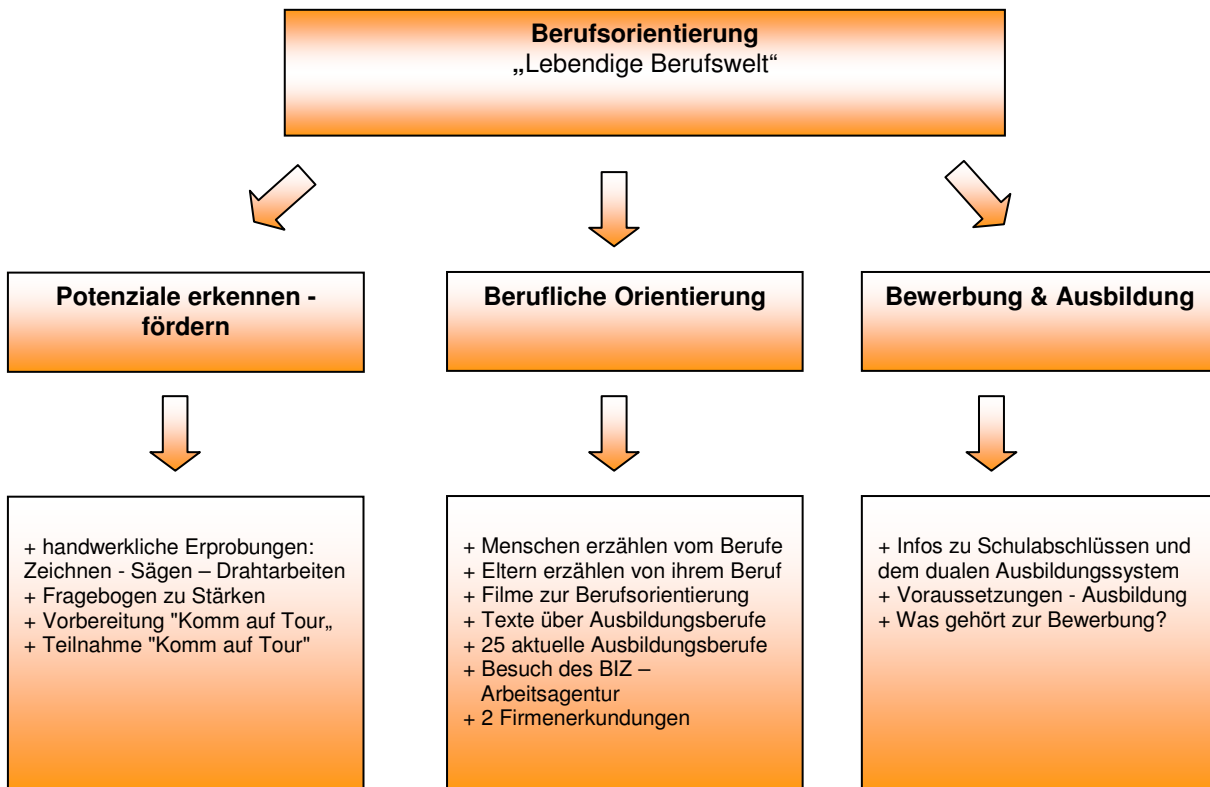 Berufsorientierung
„Lebendige Berufswelt“
Potenziale erkennen -
fördern
Berufliche Orientierung
Bewerbung & Ausbildung
+ handwerkliche Erprobungen:
Zeichnen - Sägen – Drahtarbeiten
+ Fragebogen zu Stärken
+ Vorbereitung "Komm auf Tour„
+ Teilnahme "Komm auf Tour"
+ Menschen erzählen vom Berufe
+ Eltern erzählen von ihrem Beruf
+ Filme zur Berufsorientierung
+ Texte über Ausbildungsberufe
+ 25 aktuelle Ausbildungsberufe
+ Besuch des BIZ –
Arbeitsagentur
+ 2 Firmenerkundungen
+ Infos zu Schulabschlüssen und
dem dualen Ausbildungssystem
+ Voraussetzungen - Ausbildung
+ Was gehört zur Bewerbung?